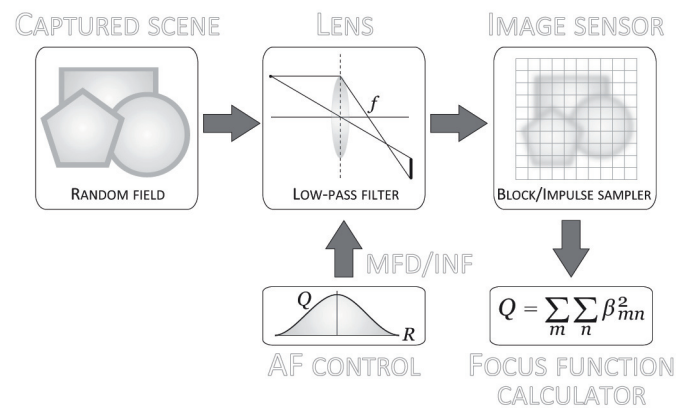 CAPTURED SCENE
LENS
IMAGE SENSOR
f
RANDOM FIELD
LOW-PASS FILTER
BLOCK/IMPULSE SAMPLER
MFD/INF
Q
R
Q = ∑m ∑n β²mn
AF CONTROL
FOCUS FUNCTION
CALCULATOR